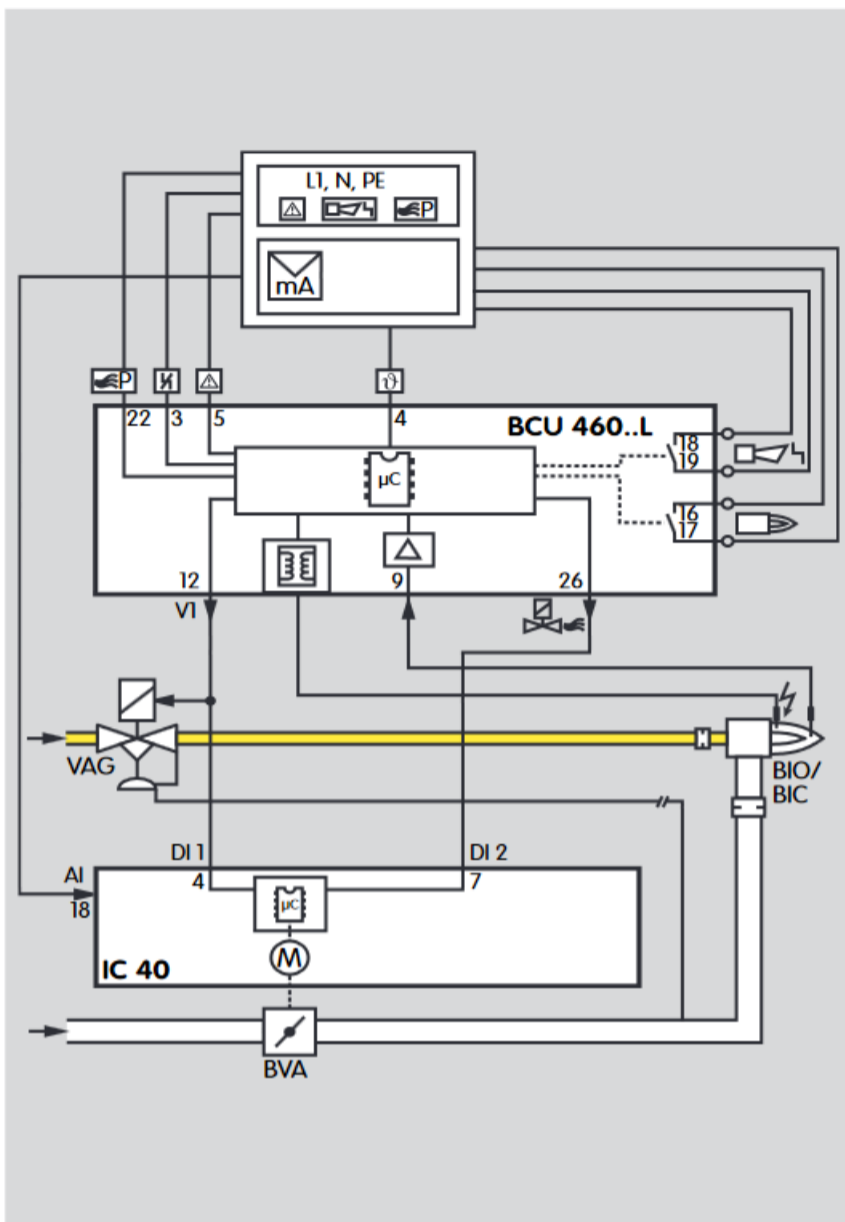 L1, N, PE
P
mA
P
ϑ
22 3 5 4
BCU 460..L
µC
18
19
16
17
12 9 26
V1
VAG
BIO/
BIC
DI 1 DI 2
4 7
AI
18
µC
M
IC 40
BVA